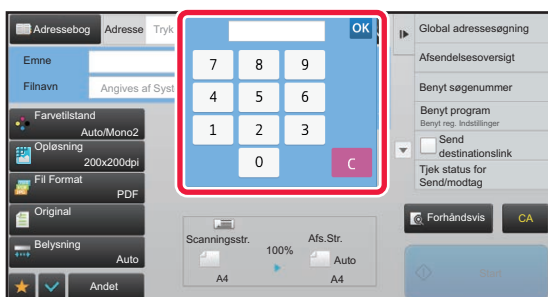 Adressebog
Adresse
Tryk
Emne
Filnavn
Angives af Syst
Farvetilstand
Auto/Mono2
Opløsning
200x200dpi
Fil Format
PDF
Original
Belysning
Auto
Andet
OK
7 8 9
4 5 6
1 2 3
0 C
Scanningsstr.
100%
Afs.Str.
Auto
A4
A4
Global adressesøgning
Afsendelsesoversigt
Benyt søgenummer
Benyt program
Benyt reg. Indstillinger
Send
destinationslink
Tjek status for
Send/modtag
Forhåndsvis
CA
Start